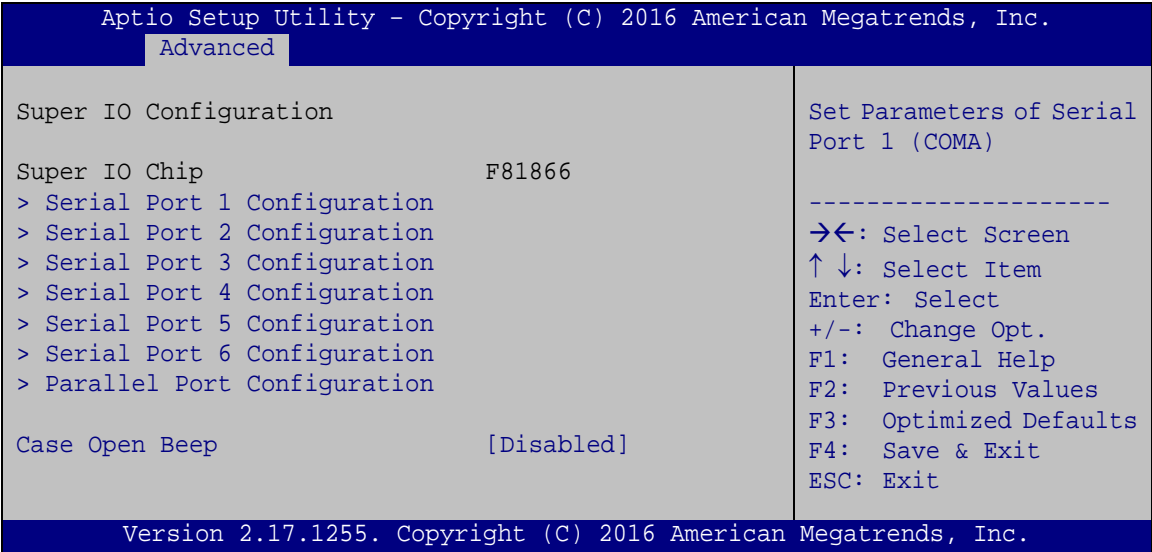 Aptio Setup Utility – Copyright (C) 2016 American Megatrends, Inc.
Advanced
Super IO Configuration
Super IO Chip F81866
> Serial Port 1 Configuration
> Serial Port 2 Configuration
> Serial Port 3 Configuration
> Serial Port 4 Configuration
> Serial Port 5 Configuration
> Serial Port 6 Configuration
> Parallel Port Configuration
Case Open Beep [Disabled]
Set Parameters of Serial
Port 1 (COMA)
---------------------
→←: Select Screen
↑ ↓: Select Item
Enter: Select
+/-: Change Opt.
F1: General Help
F2: Previous Values
F3: Optimized Defaults
F4: Save & Exit
ESC: Exit
Version 2.17.1255. Copyright (C) 2016 American Megatrends, Inc.